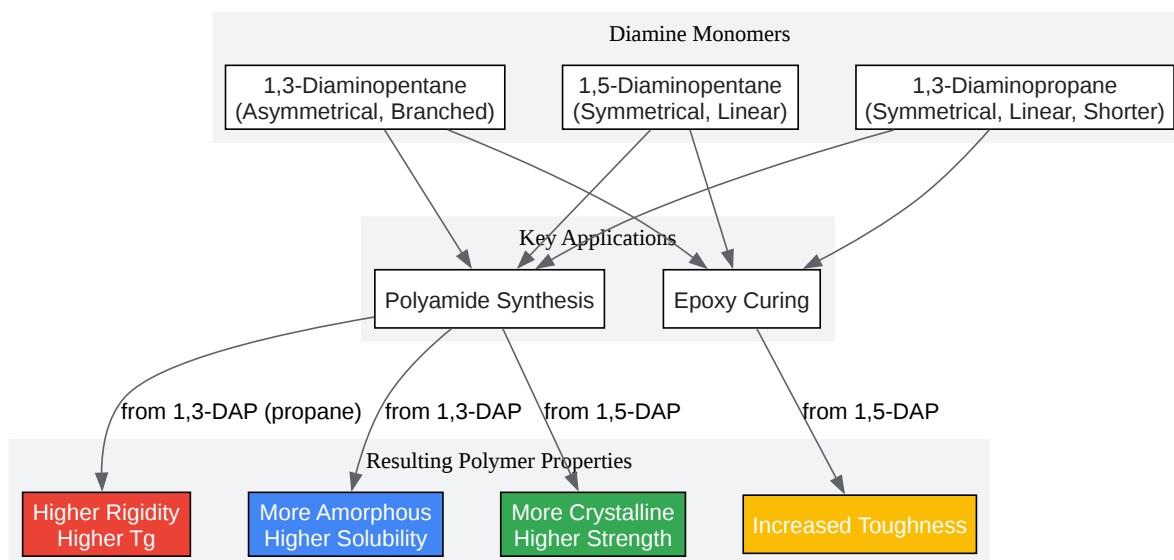 Diamine Monomers
1,3-Diaminopentane
(Asymmetrical, Branched)
1,5-Diaminopentane
(Symmetrical, Linear)
1,3-Diaminopropane
(Symmetrical, Linear, Shorter)
Key Applications
Polyamide Synthesis
Epoxy Curing
from 1,3-DAP (propane)
from 1,3-DAP
from 1,5-DAP
from 1,5-DAP
Resulting Polymer Properties
Higher Rigidity
Higher Tg
More Amorphous
Higher Solubility
More Crystalline
Higher Strength
Increased Toughness